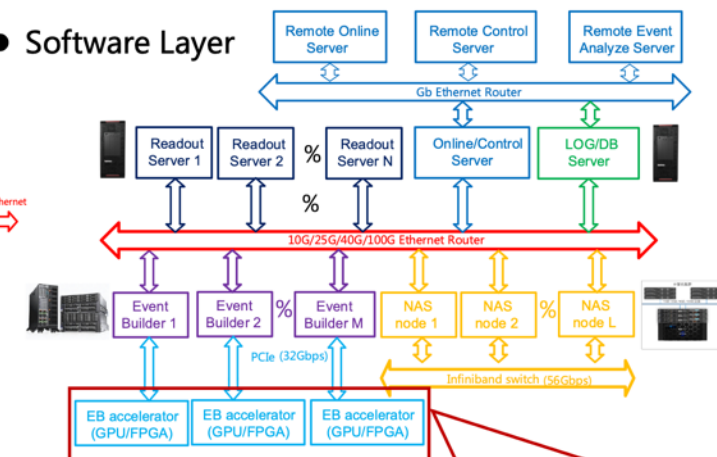 ● Software Layer
Remote Online
Server
Remote Control
Server
Remote Event
Analyze Server
Gb Ethernet Router
Readout
Server 1
Readout
Server 2
%
Readout
Server N
Online/Control
Server
LOG/DB
Server
%
hernet
10G/25G/40G/100G Ethernet Router
Event
Builder 1
Event
Builder 2
%
Event
Builder M
NAS
node 1
NAS
node 2
%
NAS
node L
PCIe (32Gbps)
Infiniband switch (56Gbps)
EB accelerator
(GPU/FPGA)
EB accelerator
(GPU/FPGA)
EB accelerator
(GPU/FPGA)